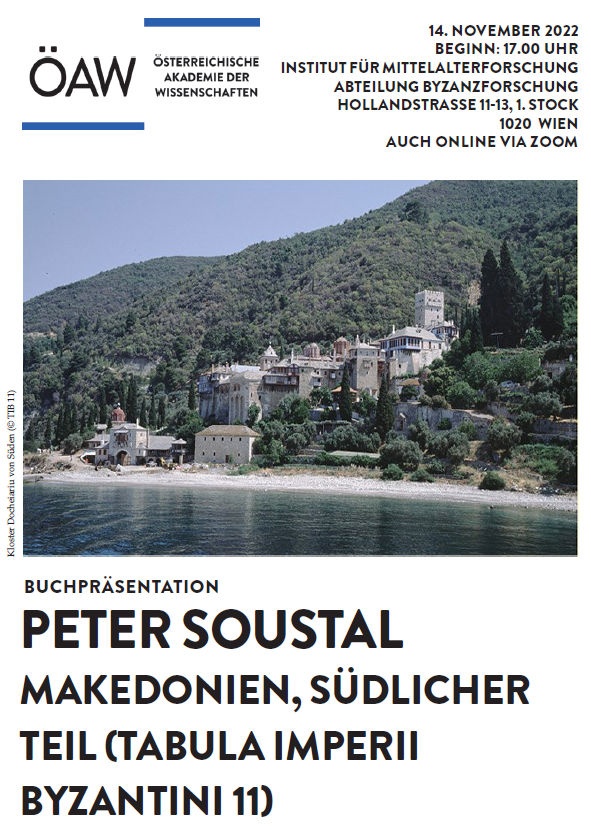 ÖAW
ÖSTERREICHISCHE
AKADEMIE DER
WISSENSCHAFTEN
14. NOVEMBER 2022
BEGINN: 17.00 UHR
INSTITUT FÜR MITTELALTERFORSCHUNG
ABTEILUNG BYZANZFORSCHUNG
HOLLANDSTRASSE 11-13, 1. STOCK
1020 WIEN
AUCH ONLINE VIA ZOOM
Kloster Docheiariu von Süden (© TIB 11)
BUCHPRÄSENTATION
PETER SOUSTAL
MAKEDONIEN, SÜDLICHER
TEIL (TABULA IMPERII
BYZANTINI 11)